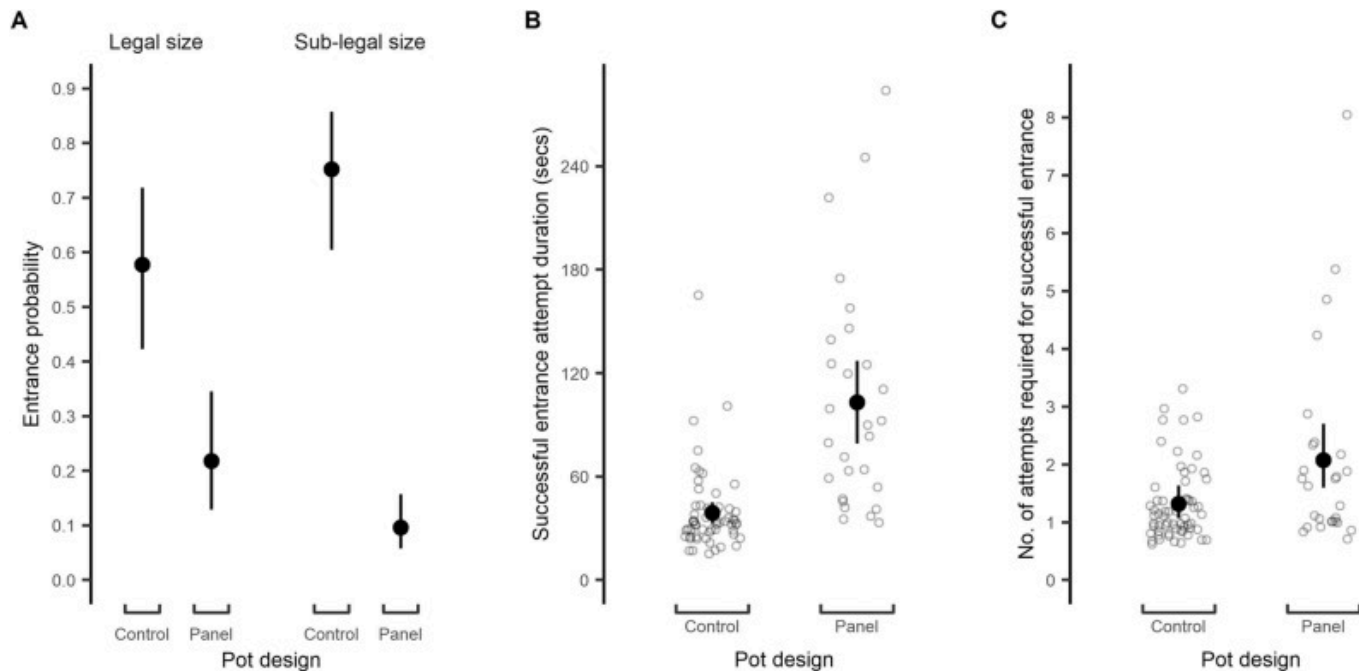 A
Legal size
Sub-legal size
Entrance probability
0.9
0.8
0.7
0.6
0.5
0.4
0.3
0.2
0.1
0.0
Control
Panel
Control
Panel
Pot design
B
Successful entrance attempt duration (secs)
240
180
120
60
0
Control
Panel
Pot design
C
No. of attempts required for successful entrance
8
7
6
5
4
3
2
1
0
Control
Panel
Pot design